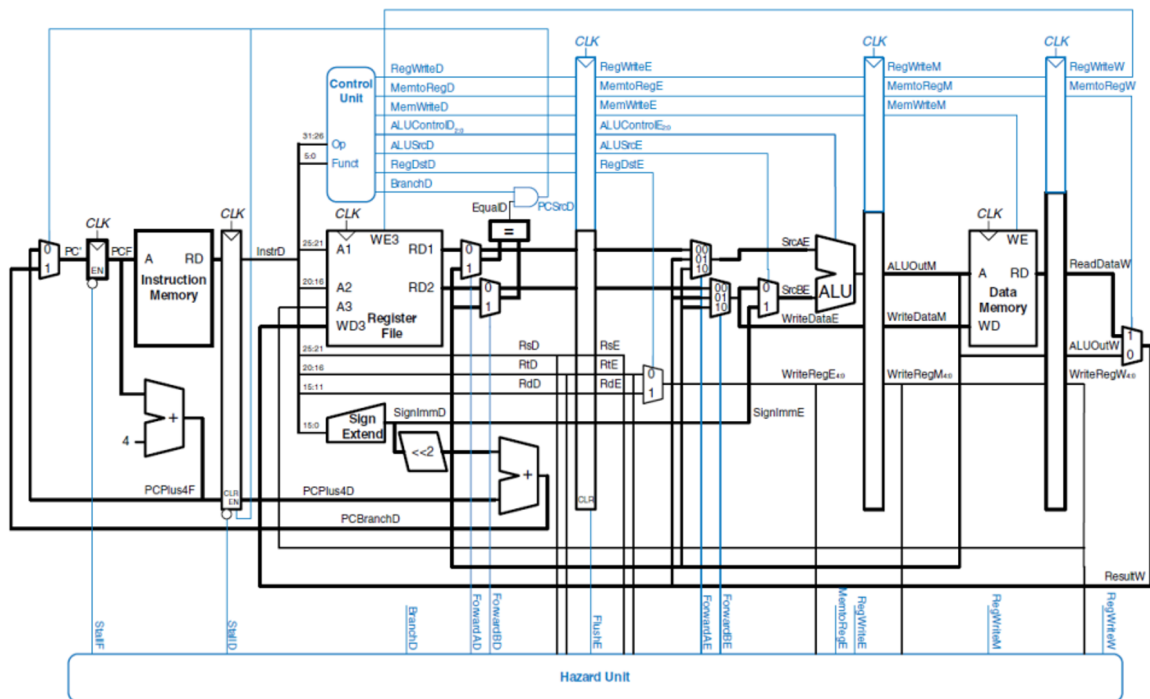 CLK CLK CLK
RegWriteD RegWriteE RegWriteM RegWriteW
Control Unit
MemtoRegD MemtoRegE MemtoRegM MemtoRegW
MemWriteD MemWriteE MemWriteM
ALUControlD2:0 ALUControlE2:0
31:26 Op ALUSrcD ALUSrcE
5:0 Funct RegDstD RegDstE
BranchD
EqualD PCSrcD
CLK CLK CLK CLK
0 1 PC' EN PCF
A RD Instruction Memory
InstrD
25:21 A1 WE3 RD1
20:16 A2 RD2
A3
WD3 Register File
=
0 1
0 1
00 01 10
00 01 10
SrcAE
0 1 SrcBE
ALU
ALUOutM
WriteDataE WriteDataM
A RD WE Data Memory WD
ReadDataW
1 0
ALUOutW
25:21 RsD RsE
20:16 RtD RtE
15:11 RdD RdE
0 1
WriteRegE4:0 WriteRegM4:0 WriteRegW4:0
15:0 Sign Extend SignImmD SignImmE
<<2
+
4
+
PCPlus4F CLR EN PCPlus4D CLR
PCBranchD
ResultW
StallF StallD BranchD ForwardAD ForwardBD FlushE ForwardAE ForwardBE MemtoRegE RegWriteE RegWriteM RegWriteW
Hazard Unit